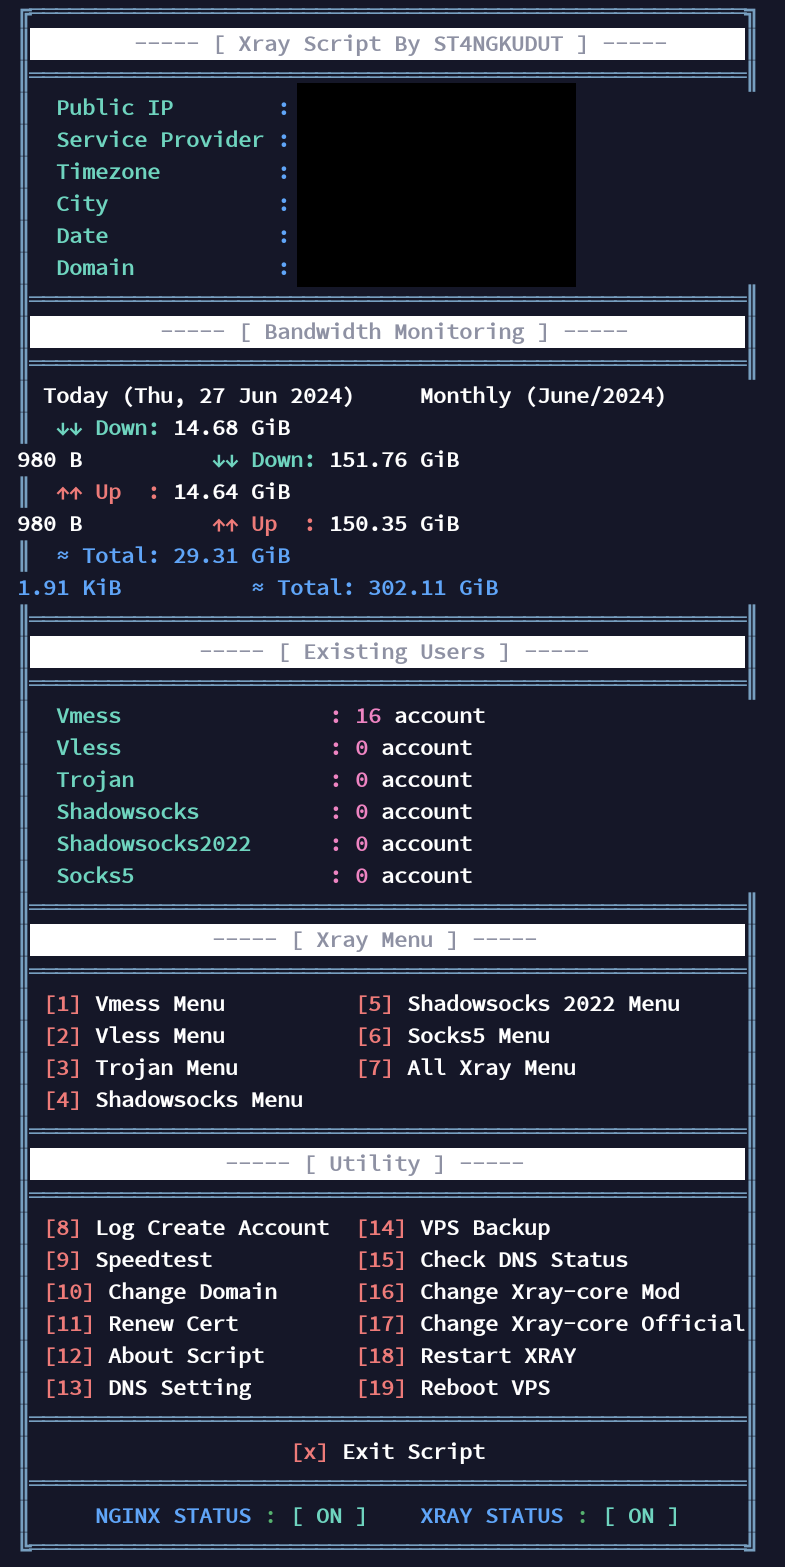 ----- [ Xray Script By ST4NGKUDUT ] -----
Public IP :
Service Provider :
Timezone :
City :
Date :
Domain :
----- [ Bandwidth Monitoring ] -----
Today (Thu, 27 Jun 2024) Monthly (June/2024)
↓↓ Down: 14.68 GiB
980 B ↓↓ Down: 151.76 GiB
↑↑ Up : 14.64 GiB
980 B ↑↑ Up : 150.35 GiB
≈ Total: 29.31 GiB
1.91 KiB ≈ Total: 302.11 GiB
----- [ Existing Users ] -----
Vmess : 16 account
Vless : 0 account
Trojan : 0 account
Shadowsocks : 0 account
Shadowsocks2022 : 0 account
Socks5 : 0 account
----- [ Xray Menu ] -----
[1] Vmess Menu [5] Shadowsocks 2022 Menu
[2] Vless Menu [6] Socks5 Menu
[3] Trojan Menu [7] All Xray Menu
[4] Shadowsocks Menu
----- [ Utility ] -----
[8] Log Create Account [14] VPS Backup
[9] Speedtest [15] Check DNS Status
[10] Change Domain [16] Change Xray-core Mod
[11] Renew Cert [17] Change Xray-core Official
[12] About Script [18] Restart XRAY
[13] DNS Setting [19] Reboot VPS
[x] Exit Script
NGINX STATUS : [ ON ] XRAY STATUS : [ ON ]